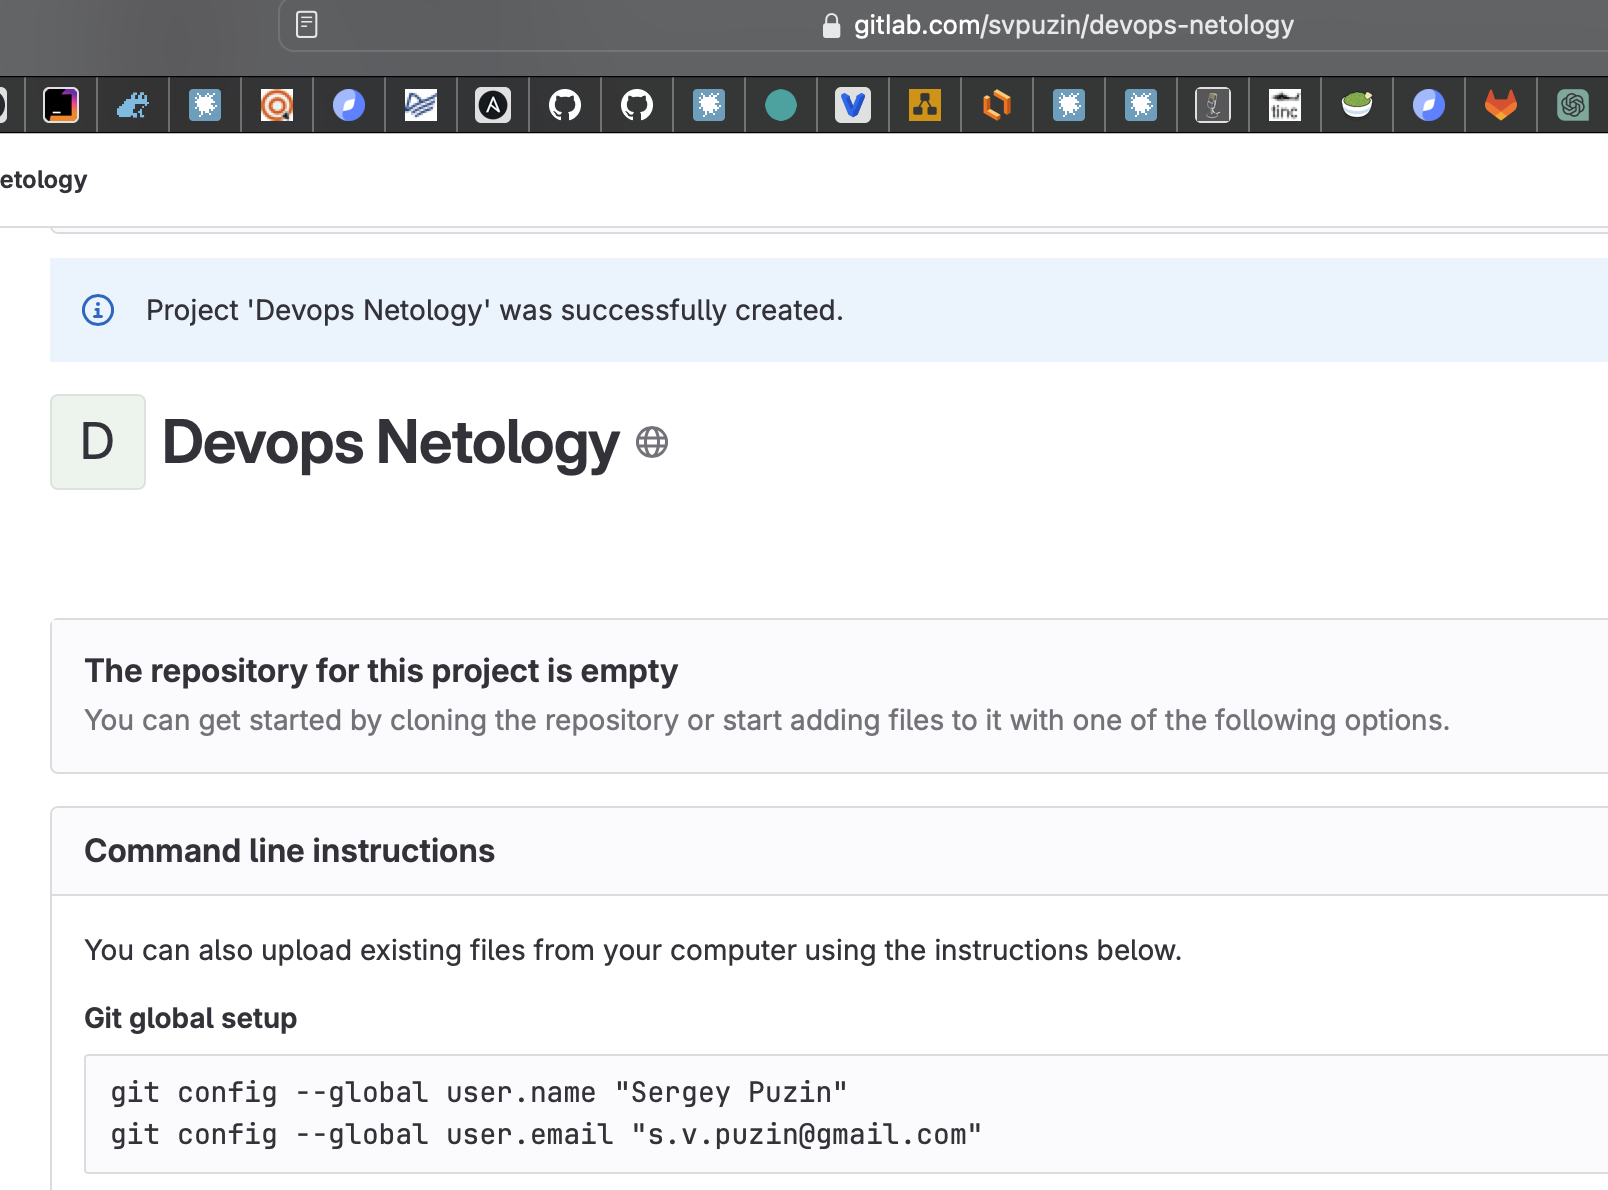 gitlab.com/svpuzin/devops-netology
tinc
etology
Project 'Devops Netology' was successfully created.
D
Devops Netology
The repository for this project is empty
You can get started by cloning the repository or start adding files to it with one of the following options.
Command line instructions
You can also upload existing files from your computer using the instructions below.
Git global setup
git config --global user.name "Sergey Puzin"
git config --global user.email "s.v.puzin@gmail.com"